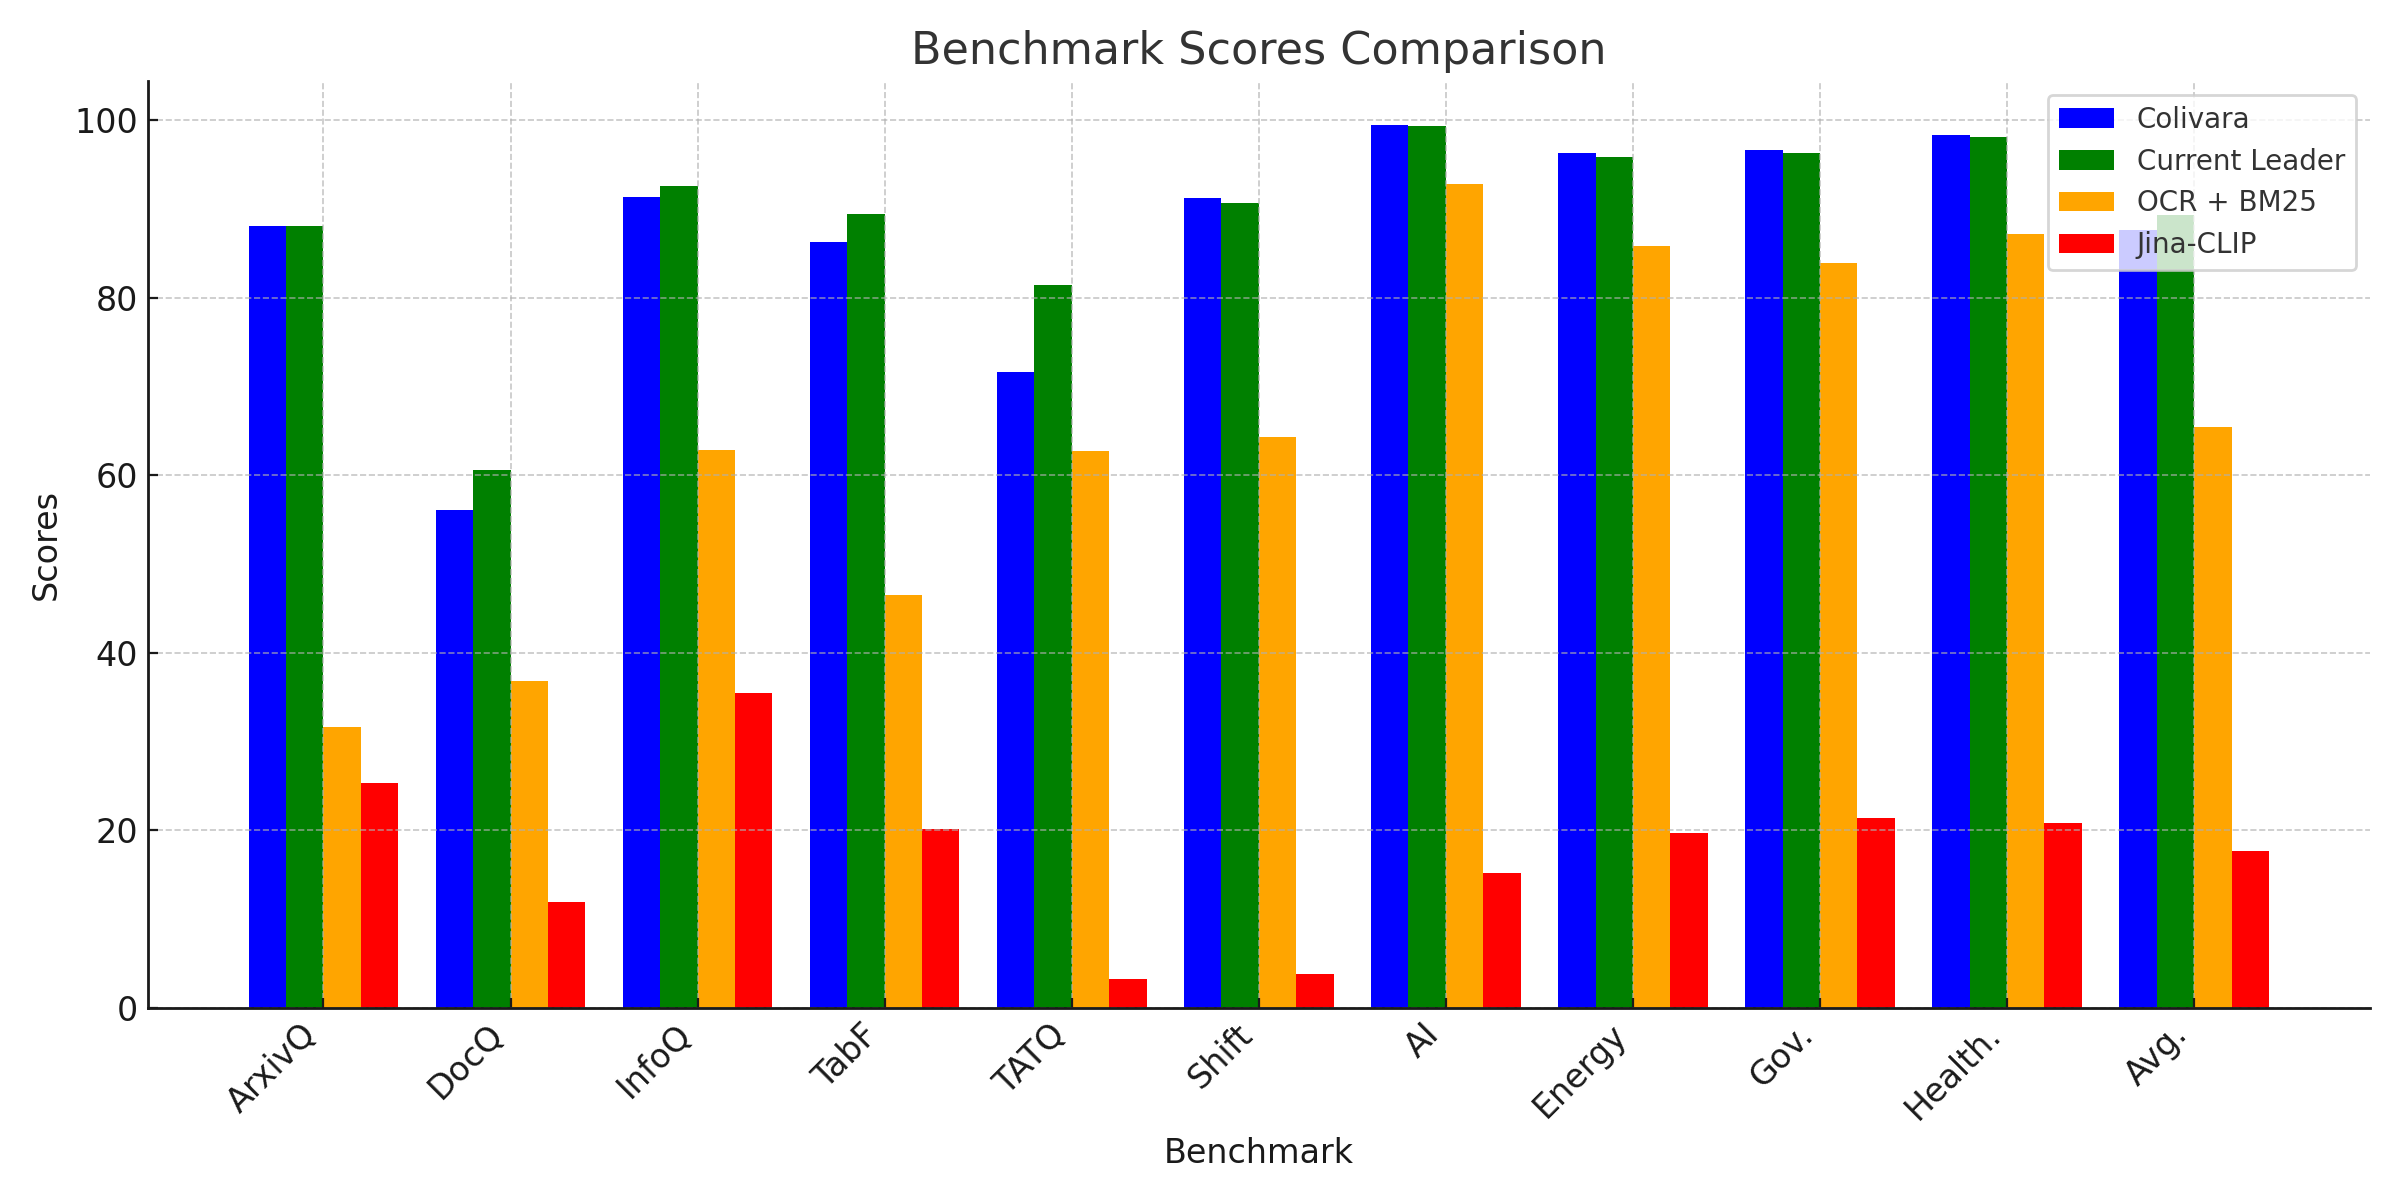 Benchmark Scores Comparison
Colivara
Current Leader
OCR + BM25
Jina-CLIP
100
80
60
40
20
0
Scores
ArxivQ
DocQ
InfoQ
TabF
TATQ
Shift
AI
Energy
Gov.
Health.
Avg.
Benchmark